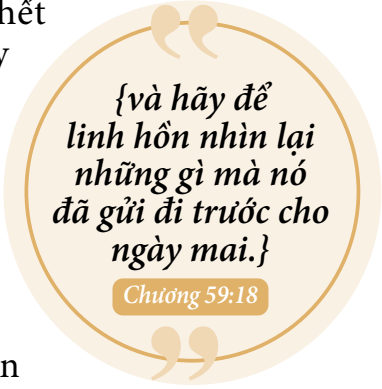 hết
y
{và hãy để
linh hồn nhìn lại
những gì mà nó
đã gửi đi trước cho
ngày mai.}
Chương 59:18
n